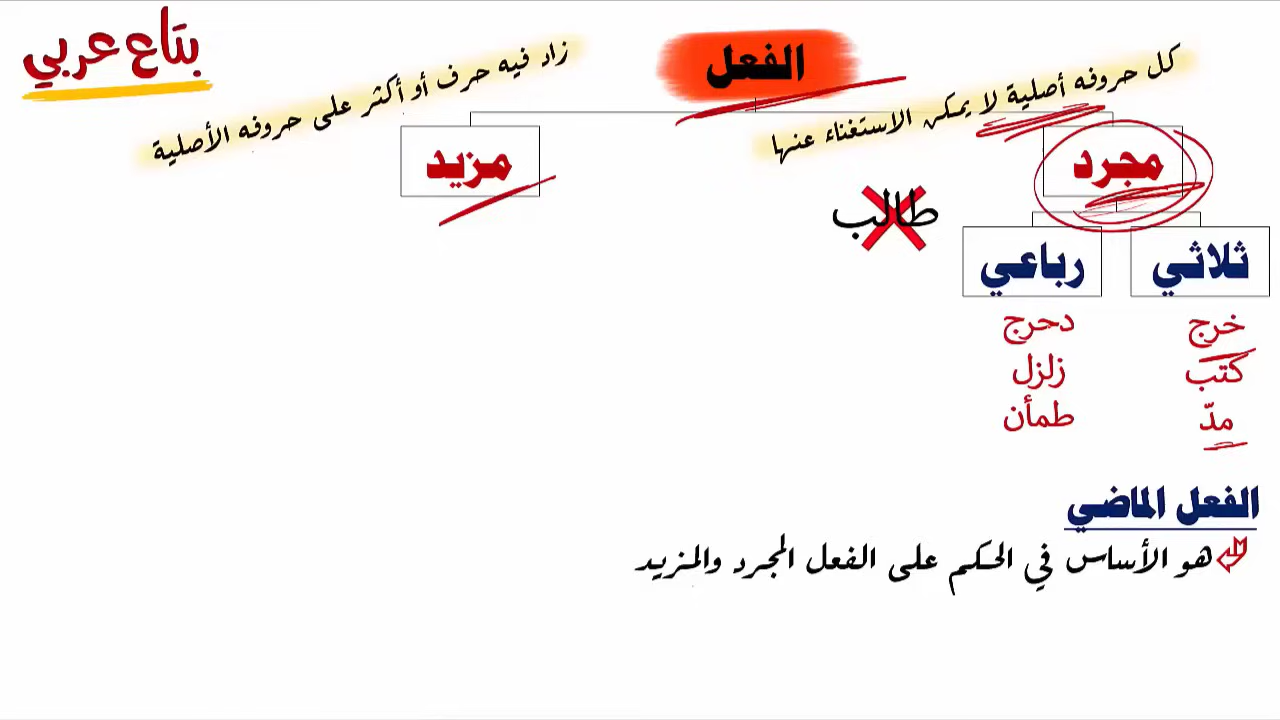 بتاع عربي
الفعل
كل حروفه أصلية لا يمكن الاستغناء عنها
زاد فيه حرف أو أكثر على حروفه الأصلية
مجرد
مزيد
طالب
ثلاثي
رباعي
خرج
كتب
مدّ
دحرج
زلزل
طمأن
الفعل الماضي
هو الأساس في الحكم على الفعل المجرد والمزيد